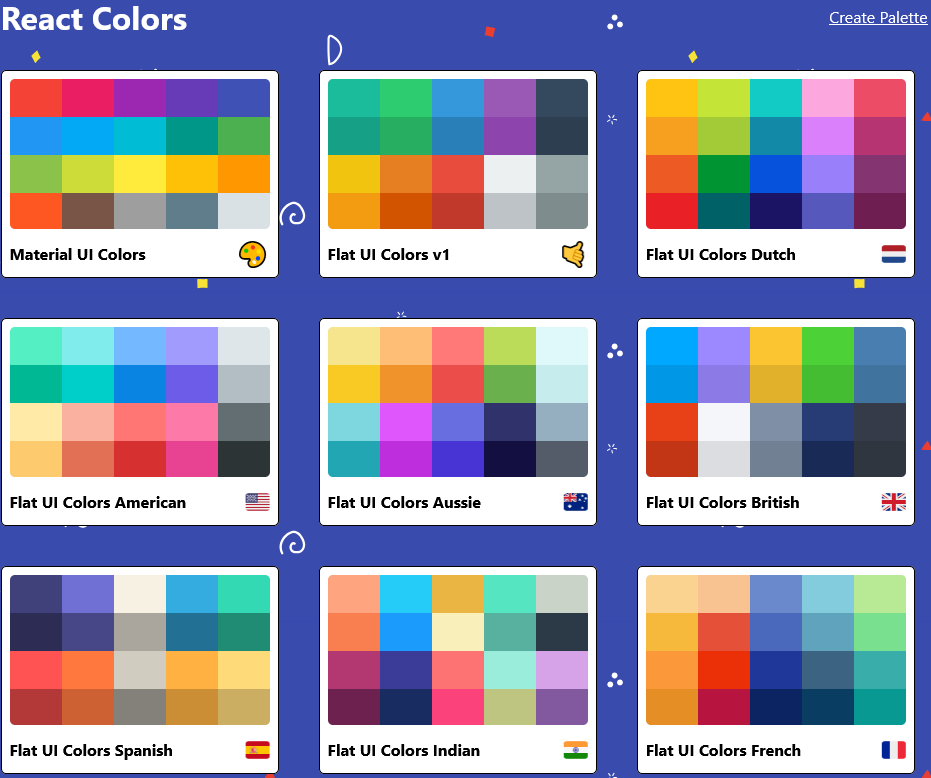 React Colors
Create Palette
Material UI Colors
Flat UI Colors v1
Flat UI Colors Dutch
Flat UI Colors American
Flat UI Colors Aussie
Flat UI Colors British
Flat UI Colors Spanish
Flat UI Colors Indian
Flat UI Colors French